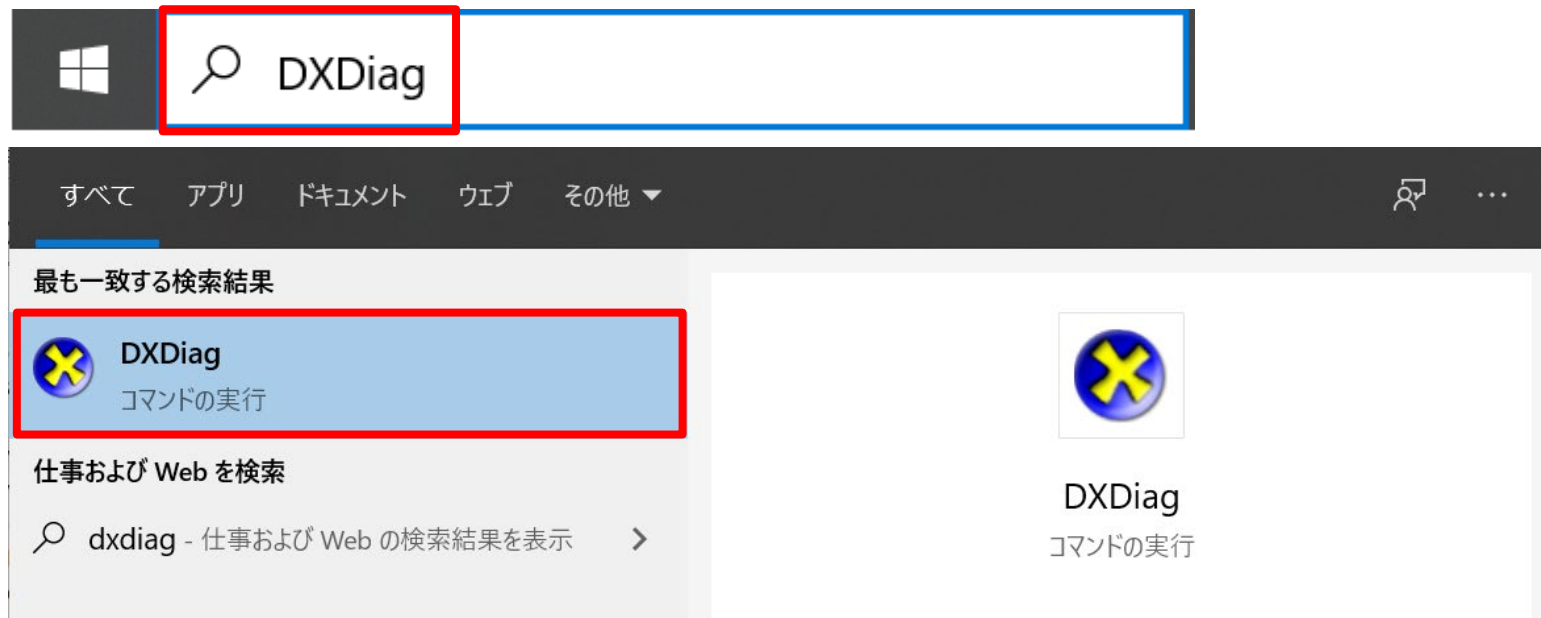 DXDiag
すべて アプリ ドキュメント ウェブ その他
最も一致する検索結果
DXDiag
コマンドの実行
仕事および Web を検索
dxdiag - 仕事および Web の検索結果を表示
DXDiag
コマンドの実行